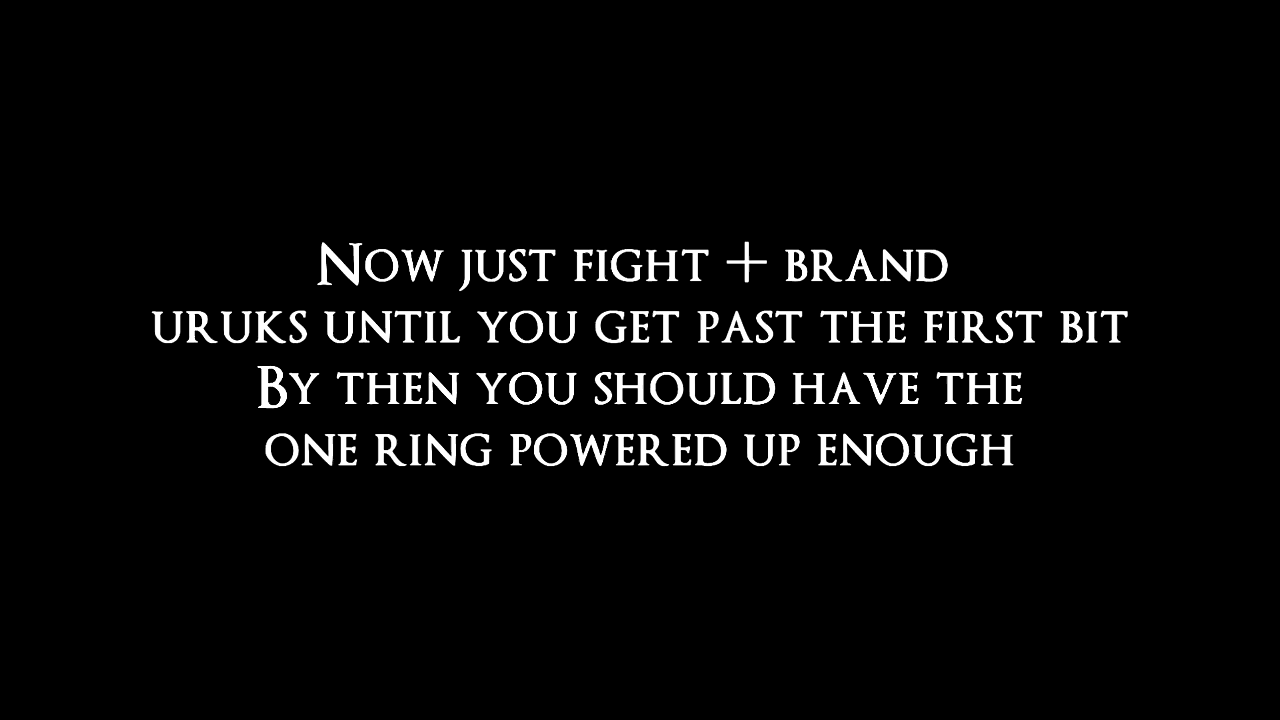 Now just fight + brand
uruks until you get past the first bit
By then you should have the
one ring powered up enough